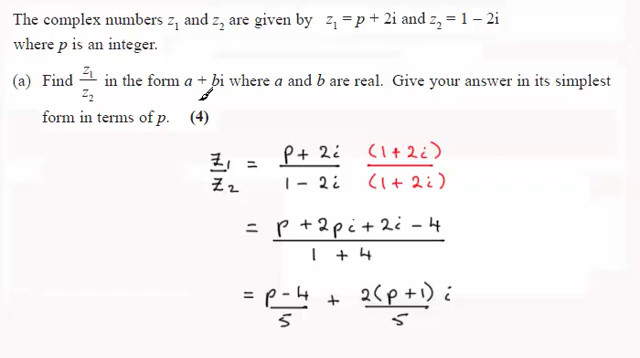 The complex numbers z₁ and z₂ are given by z₁ = p + 2i and z₂ = 1 – 2i
where p is an integer.
(a) Find z₁/z₂ in the form a + bi where a and b are real. Give your answer in its simplest
form in terms of p. (4)
z₁/z₂ = (p + 2i)/(1 – 2i) (1 + 2i)/(1 + 2i)
= (p + 2pi + 2i – 4)/(1 + 4)
= (p – 4)/5 + 2(p + 1)/5 i